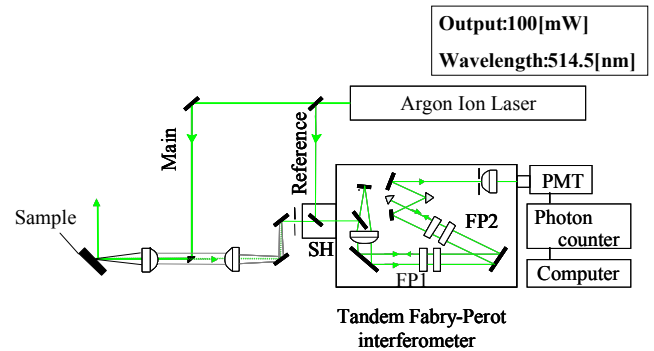 Output:100[mW]
Wavelength:514.5[nm]
Argon Ion Laser
Main
Reference
Sample
SH
FP1
FP2
PMT
Photon
counter
Computer
Tandem Fabry-Perot
interferometer